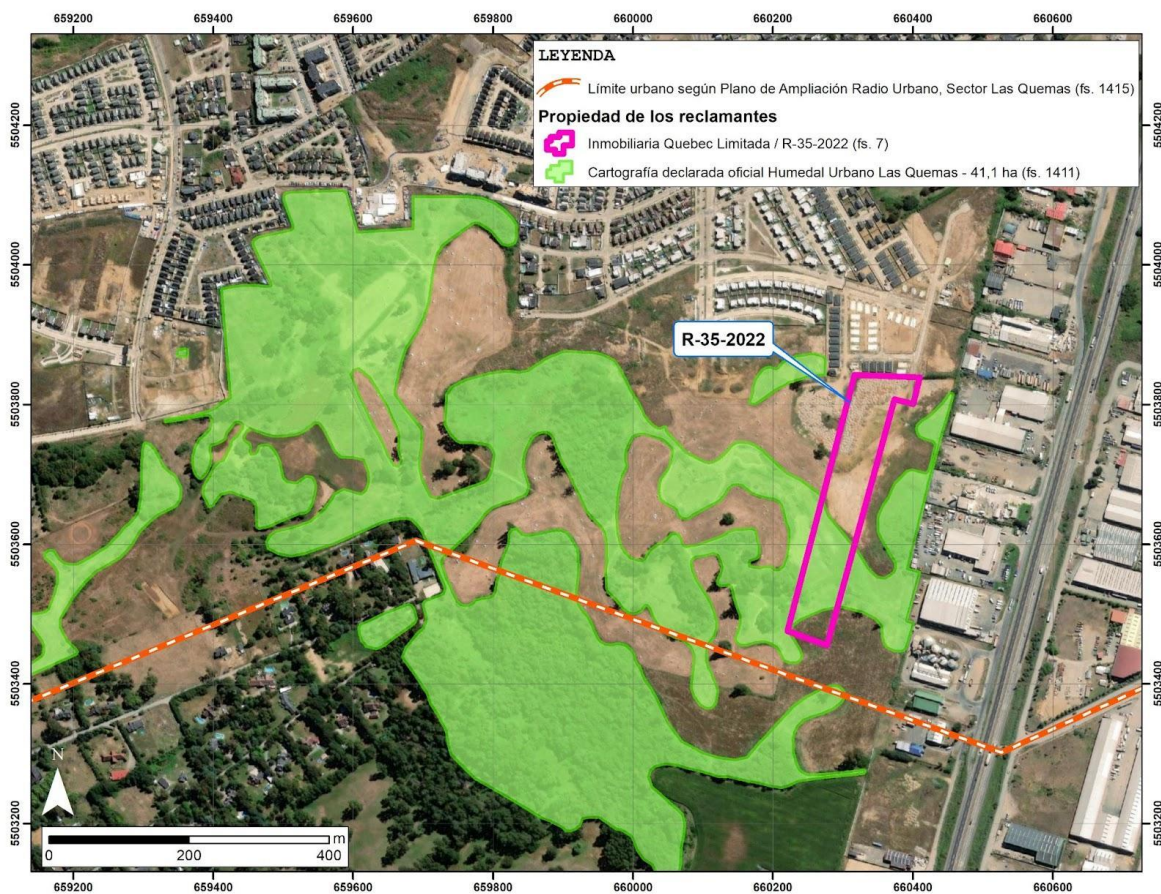 659200 659400 659600 659800 660000 660200 660400 660600
LEYENDA
Límite urbano según Plano de Ampliación Radio Urbano, Sector Las Quemas (fs. 1415)
Propiedad de los reclamantes
Inmobiliaria Quebec Limitada / R-35-2022 (fs. 7)
Cartografía declarada oficial Humedal Urbano Las Quemas - 41,1 ha (fs. 1411)
5504200 5504200
5504000 5504000
R-35-2022
5503800 5503800
5503600 5503600
5503400 5503400
N
5503200 5503200
m
0 200 400
659200 659400 659600 659800 660000 660200 660400 660600